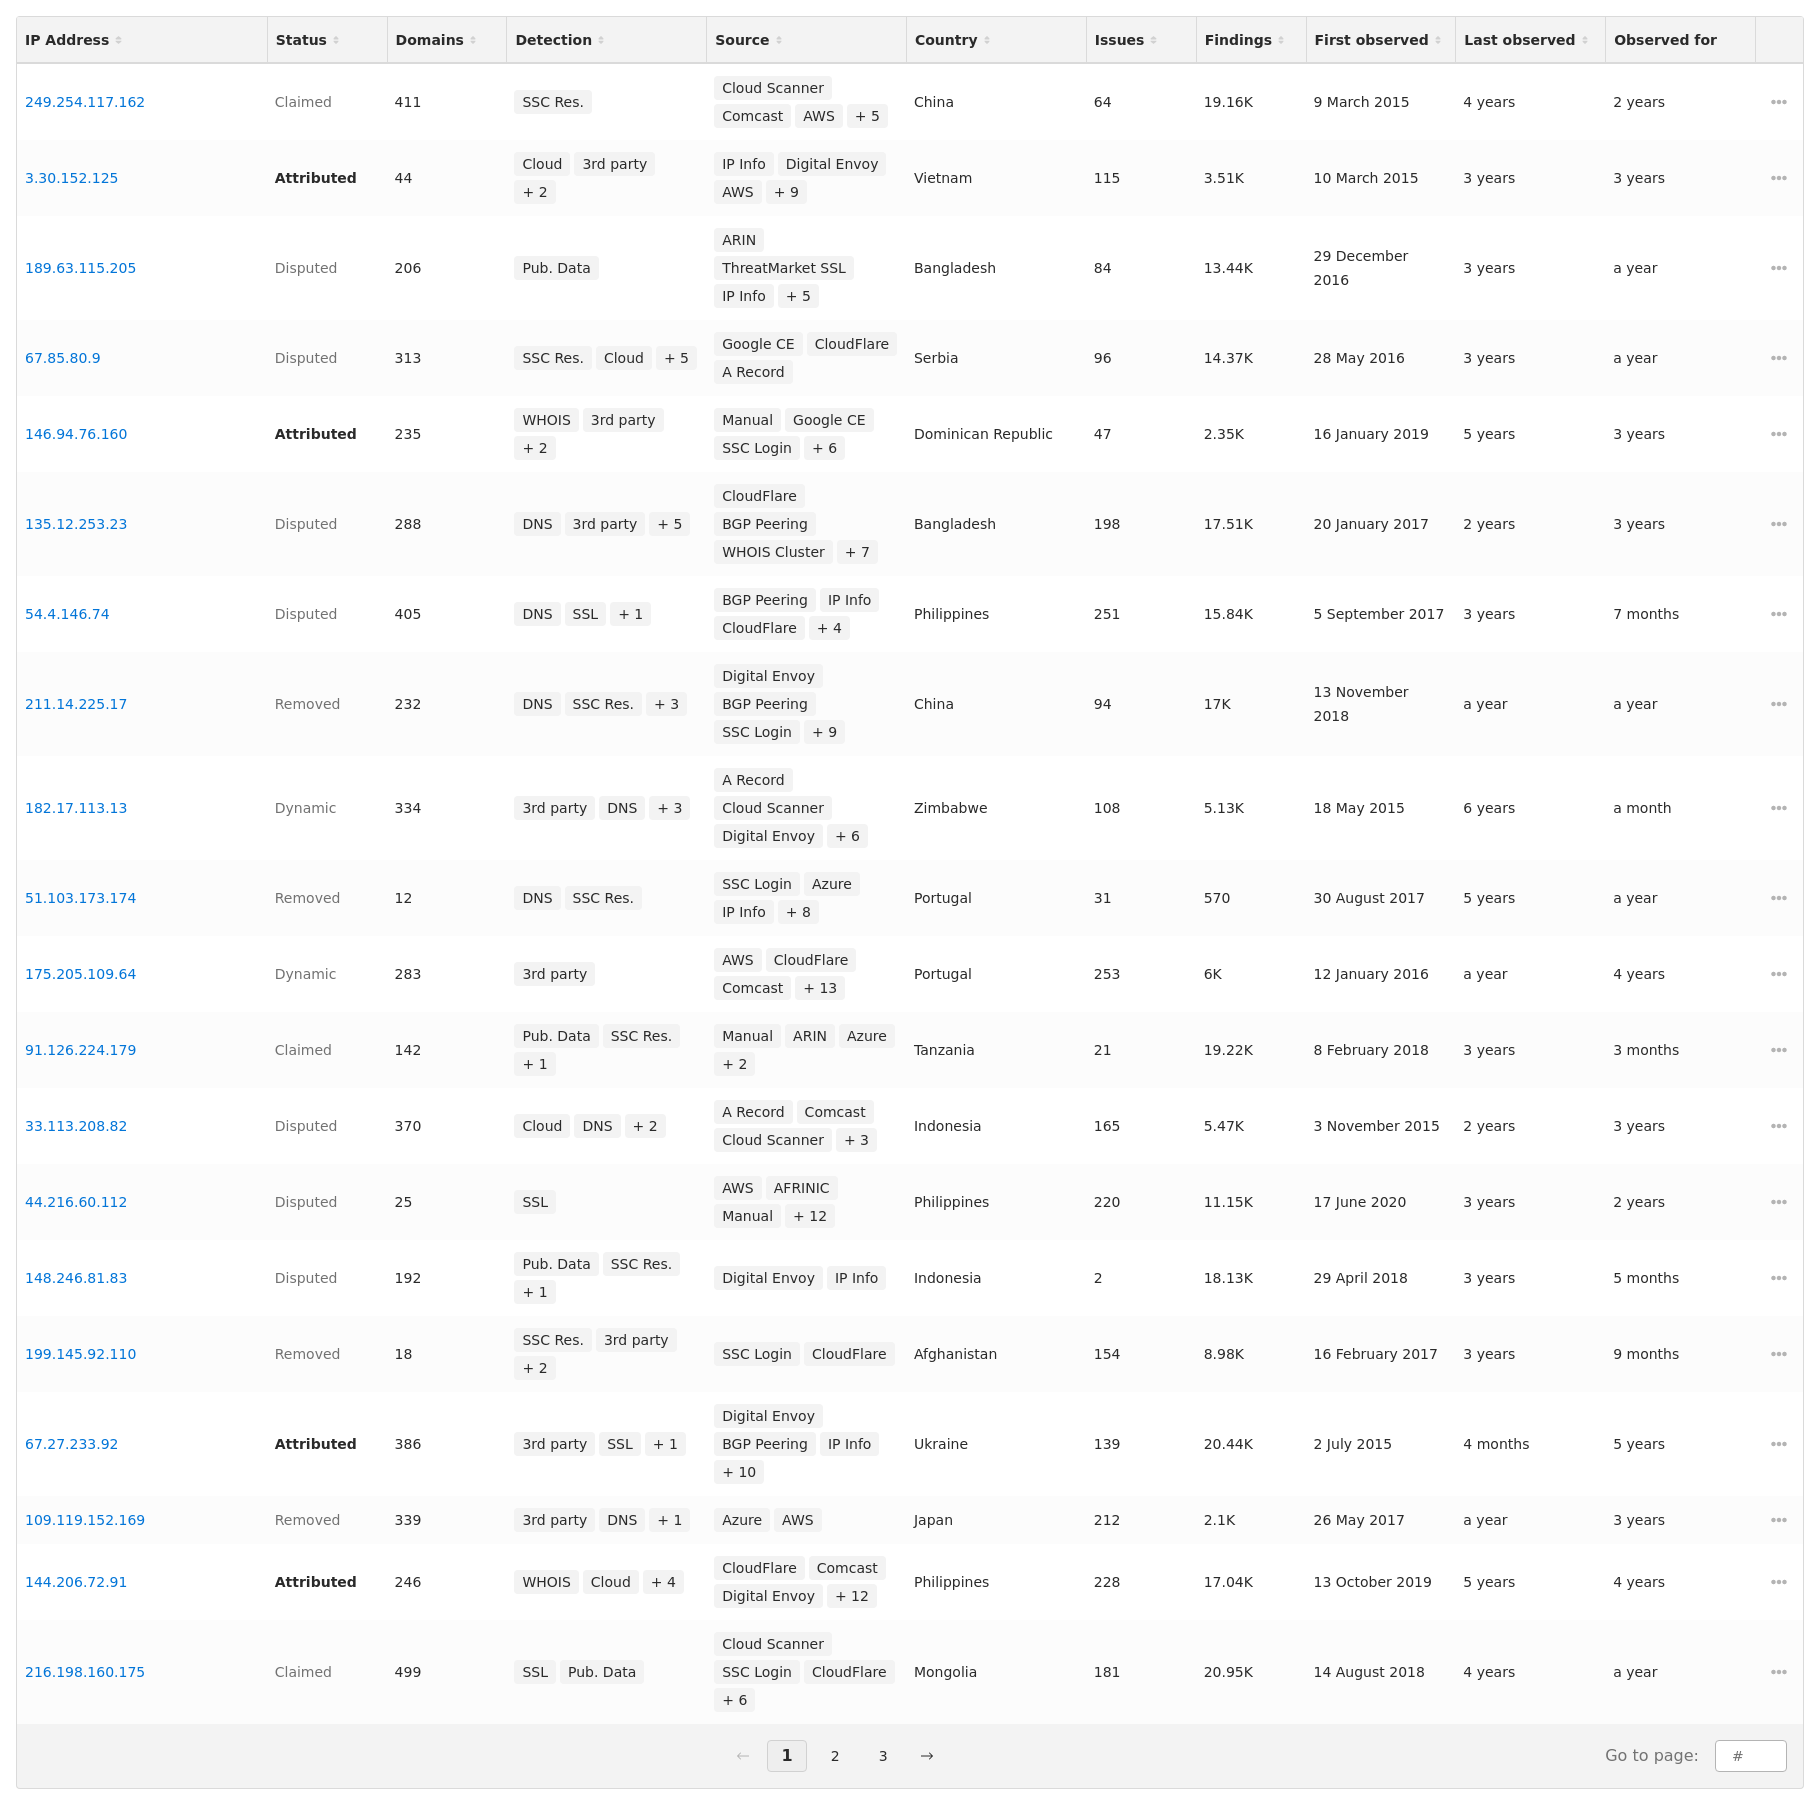 IP Address Status Domains Detection Source Country Issues Findings First observed Last observed Observed for
249.254.117.162 Claimed 411 SSC Res. Cloud Scanner Comcast AWS + 5 China 64 19.16K 9 March 2015 4 years 2 years •••
3.30.152.125 Attributed 44 Cloud 3rd party + 2 IP Info Digital Envoy AWS + 9 Vietnam 115 3.51K 10 March 2015 3 years 3 years •••
189.63.115.205 Disputed 206 Pub. Data ARIN ThreatMarket SSL IP Info + 5 Bangladesh 84 13.44K 29 December 2016 3 years a year •••
67.85.80.9 Disputed 313 SSC Res. Cloud + 5 Google CE CloudFlare A Record Serbia 96 14.37K 28 May 2016 3 years a year •••
146.94.76.160 Attributed 235 WHOIS 3rd party + 2 Manual Google CE SSC Login + 6 Dominican Republic 47 2.35K 16 January 2019 5 years 3 years •••
135.12.253.23 Disputed 288 DNS 3rd party + 5 CloudFlare BGP Peering WHOIS Cluster + 7 Bangladesh 198 17.51K 20 January 2017 2 years 3 years •••
54.4.146.74 Disputed 405 DNS SSL + 1 BGP Peering IP Info CloudFlare + 4 Philippines 251 15.84K 5 September 2017 3 years 7 months •••
211.14.225.17 Removed 232 DNS SSC Res. + 3 Digital Envoy BGP Peering SSC Login + 9 China 94 17K 13 November 2018 a year a year •••
182.17.113.13 Dynamic 334 3rd party DNS + 3 A Record Cloud Scanner Digital Envoy + 6 Zimbabwe 108 5.13K 18 May 2015 6 years a month •••
51.103.173.174 Removed 12 DNS SSC Res. SSC Login Azure IP Info + 8 Portugal 31 570 30 August 2017 5 years a year •••
175.205.109.64 Dynamic 283 3rd party AWS CloudFlare Comcast + 13 Portugal 253 6K 12 January 2016 a year 4 years •••
91.126.224.179 Claimed 142 Pub. Data SSC Res. + 1 Manual ARIN Azure + 2 Tanzania 21 19.22K 8 February 2018 3 years 3 months •••
33.113.208.82 Disputed 370 Cloud DNS + 2 A Record Comcast Cloud Scanner + 3 Indonesia 165 5.47K 3 November 2015 2 years 3 years •••
44.216.60.112 Disputed 25 SSL AWS AFRINIC Manual + 12 Philippines 220 11.15K 17 June 2020 3 years 2 years •••
148.246.81.83 Disputed 192 Pub. Data SSC Res. + 1 Digital Envoy IP Info Indonesia 2 18.13K 29 April 2018 3 years 5 months •••
199.145.92.110 Removed 18 SSC Res. 3rd party + 2 SSC Login CloudFlare Afghanistan 154 8.98K 16 February 2017 3 years 9 months •••
67.27.233.92 Attributed 386 3rd party SSL + 1 Digital Envoy BGP Peering IP Info + 10 Ukraine 139 20.44K 2 July 2015 4 months 5 years •••
109.119.152.169 Removed 339 3rd party DNS + 1 Azure AWS Japan 212 2.1K 26 May 2017 a year 3 years •••
144.206.72.91 Attributed 246 WHOIS Cloud + 4 CloudFlare Comcast Digital Envoy + 12 Philippines 228 17.04K 13 October 2019 5 years 4 years •••
216.198.160.175 Claimed 499 SSL Pub. Data Cloud Scanner SSC Login CloudFlare + 6 Mongolia 181 20.95K 14 August 2018 4 years a year •••
← 1 2 3 → Go to page: #